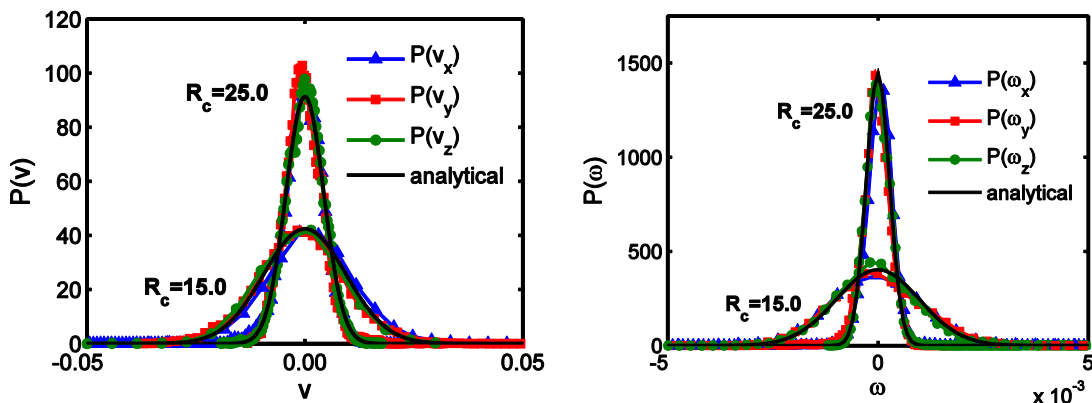 120
100
80
60
40
20
0
P(v)
R_c=25.0
R_c=15.0
P(v_x)
P(v_y)
P(v_z)
analytical
-0.05
0.00
0.05
v
1500
1000
500
0
P(ω)
R_c=25.0
R_c=15.0
P(ω_x)
P(ω_y)
P(ω_z)
analytical
-5
0
5
ω
x 10^-3